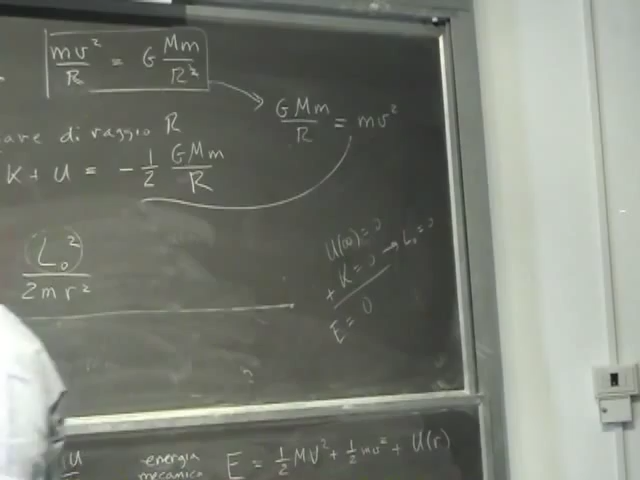 mv²/R = G Mm/R²
GMm/R = mv²
are di raggio R
K + U = -1/2 GMm/R
U(∞) = 0
+ K = 0 → L₀ = 0
E = 0
L₀²/2mr²
U
energia
meccanica
E = 1/2 MV² + 1/2 mv² + U(r)